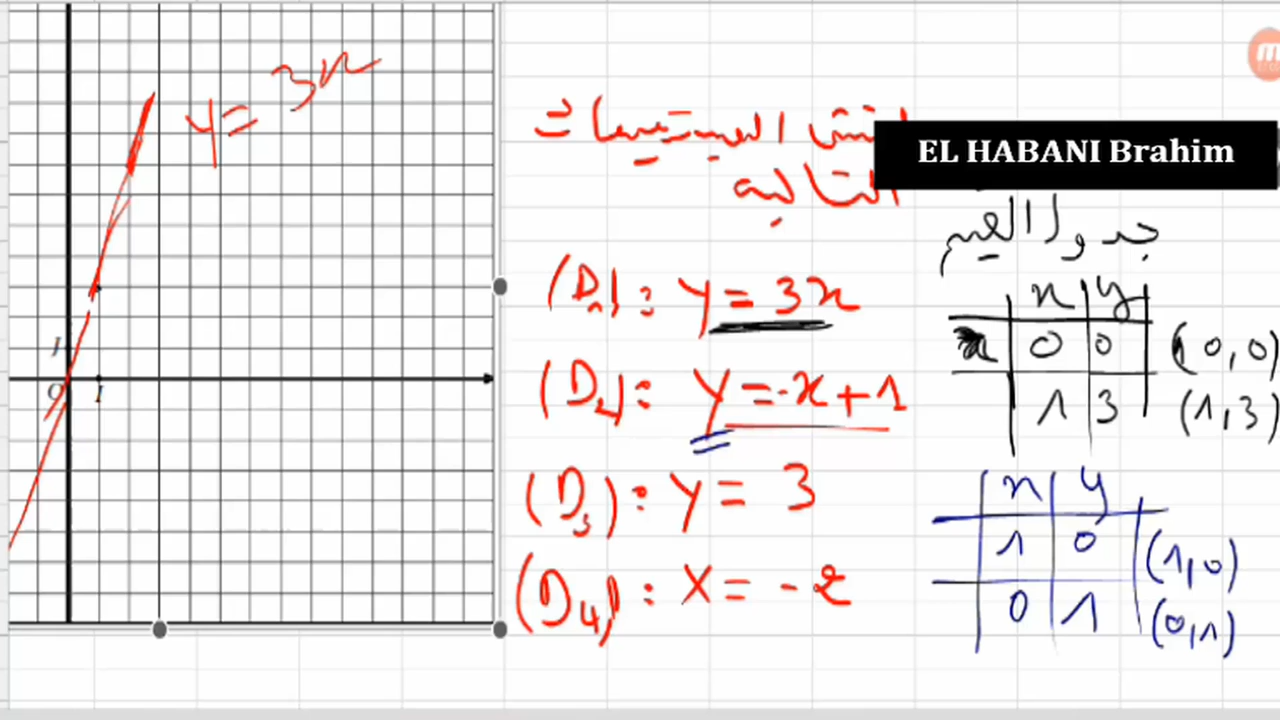 y = 3x
J
O
I
المستقيمات
التالية
EL HABANI Brahim
جدول القيم
(D₁) : y = 3x
x y
0 0 (0,0)
1 3 (1,3)
(D₂) : y = -x + 1
(D₃) : y = 3
x y
1 0 (1,0)
0 1 (0,1)
(D₄) : x = -2